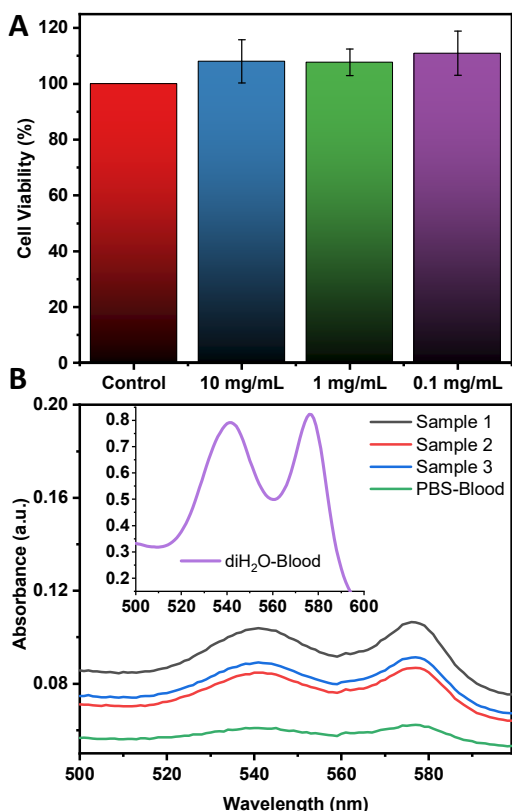 A
Cell Viability (%)
120
100
80
60
40
20
0
Control 10 mg/mL 1 mg/mL 0.1 mg/mL
B
Absorbance (a.u.)
0.20
0.16
0.12
0.08
0.8
0.7
0.6
0.5
0.4
0.3
0.2
diH₂O-Blood
500 520 540 560 580 600
Sample 1
Sample 2
Sample 3
PBS-Blood
500 520 540 560 580
Wavelength (nm)